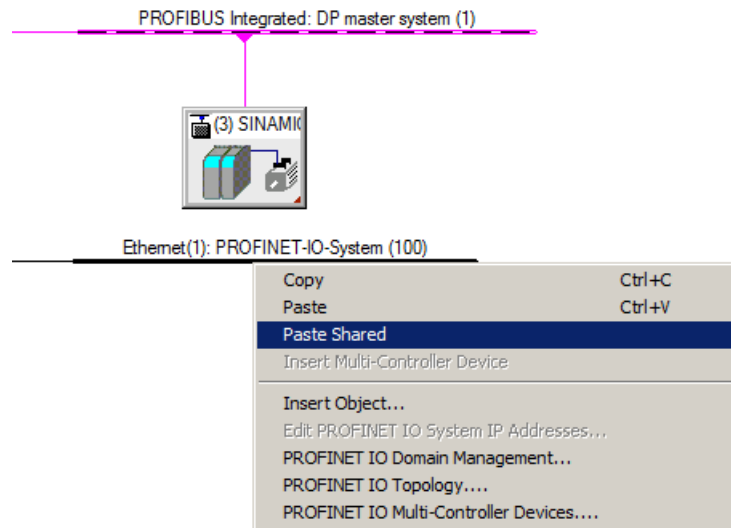 PROFIBUS Integrated: DP master system (1)
(3) SINAMI
Ethernet(1): PROFINET-IO-System (100)
Copy Ctrl+C
Paste Ctrl+V
Paste Shared
Insert Multi-Controller Device
Insert Object...
Edit PROFINET IO System IP Addresses...
PROFINET IO Domain Management...
PROFINET IO Topology....
PROFINET IO Multi-Controller Devices....